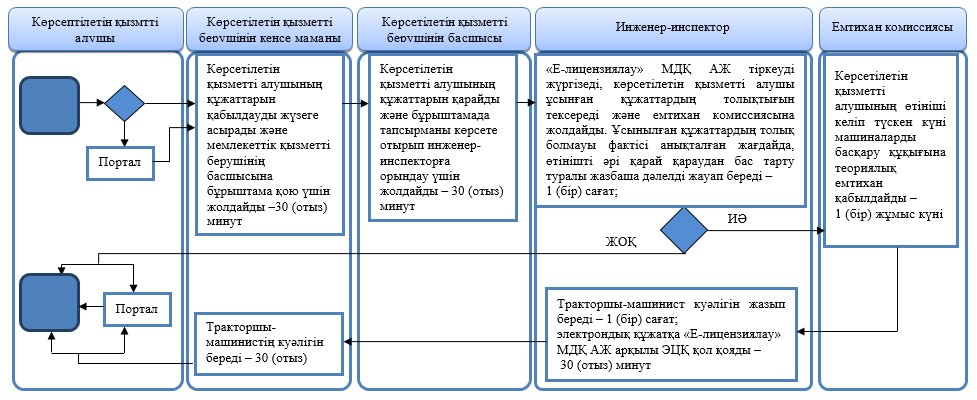 Көрсептілетін қызмтті
алушы
Көрсетілетін қызметті
берушінің кеңсе маманы
Көрсетілетін қызметті
берушінің басшысы
Инженер-инспектор
Емтихан комиссиясы
Портал
Көрсетілетін
қызметті алушының
құжаттарын
қабылдауды жүзеге
асырады және
мемлекеттік қызметті
берушінің
басшысына
бұрыштама қою үшін
жолдайды –30 (отыз)
минут
Көрсетілетін
қызметті алушының
құжаттарын қарайды
және бұрыштамада
тапсырманы көрсете
отырып инженер-
инспекторға
орындау үшін
жолдайды – 30 (отыз)
минут
«Е-лицензиялау» МДҚ АЖ тіркеуді
жүргізеді, көрсетілетін қызметті алушы
ұсынған құжаттардың толықтығын
тексереді және емтихан комиссиясына
жолдайды. Ұсынылған құжаттардың толық
болмауы фактісі анықталған жағдайда,
өтінішті әрі қарай қараудан бас тарту
туралы жазбаша дәлелді жауап береді –
1 (бір) сағат;
Көрсетілетін
қызметті
алушының өтініші
келіп түскен күні
машиналарды
басқару құқығына
теориялық
емтихан
қабылдайды –
1 (бір) жұмыс күні
ИӘ
ЖОҚ
Портал
Тракторшы-
машинистің куәлігін
береді – 30 (отыз)
Тракторшы-машинист куәлігін жазып
береді – 1 (бір) сағат;
электрондық құжатқа «Е-лицензиялау»
МДҚ АЖ арқылы ЭЦҚ қол қояды –
30 (отыз) минут